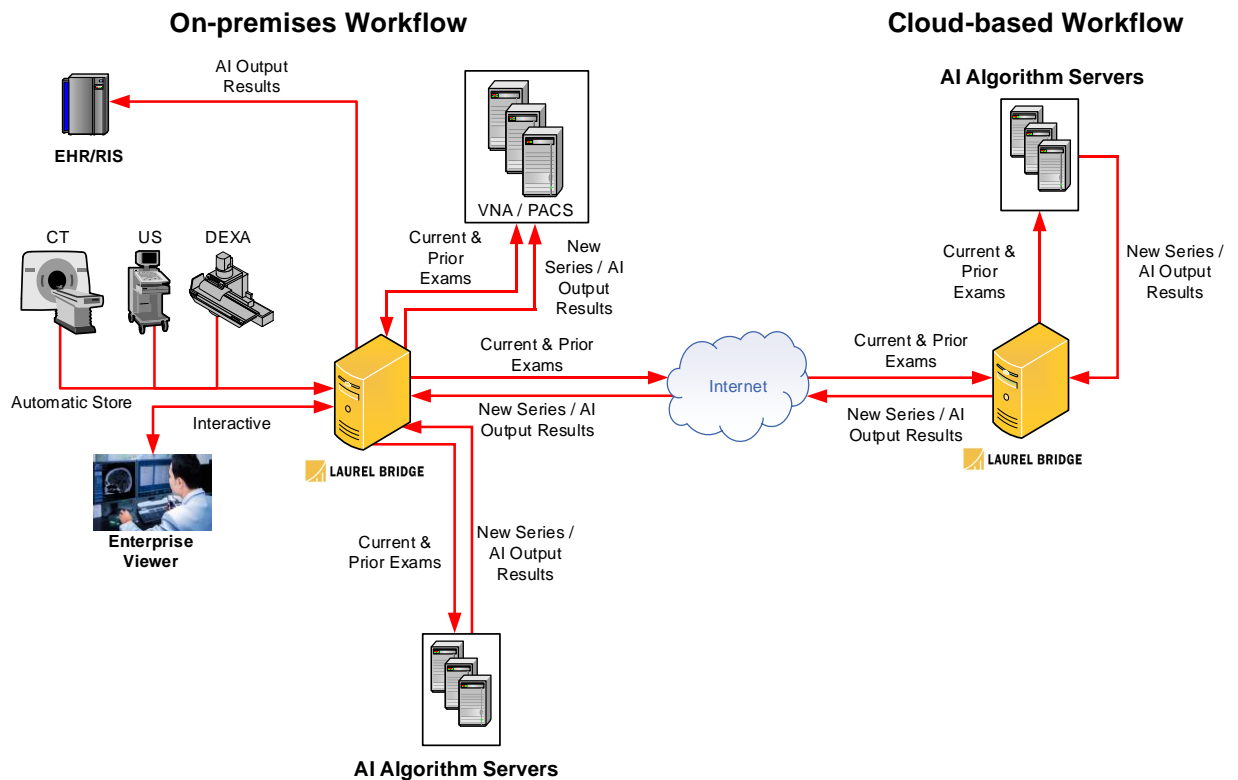 On-premises Workflow
Cloud-based Workflow
AI Output
Results
EHR/RIS
VNA / PACS
AI Algorithm Servers
CT
US
DEXA
Current &
Prior
Exams
New
Series / AI
Output
Results
Current &
Prior
Exams
New Series /
AI Output
Results
Automatic Store
Interactive
Current & Prior
Exams
Internet
Current & Prior
Exams
New Series / AI
Output Results
New Series / AI
Output Results
LAUREL BRIDGE
LAUREL BRIDGE
Enterprise
Viewer
Current &
Prior Exams
New Series /
AI Output
Results
AI Algorithm Servers